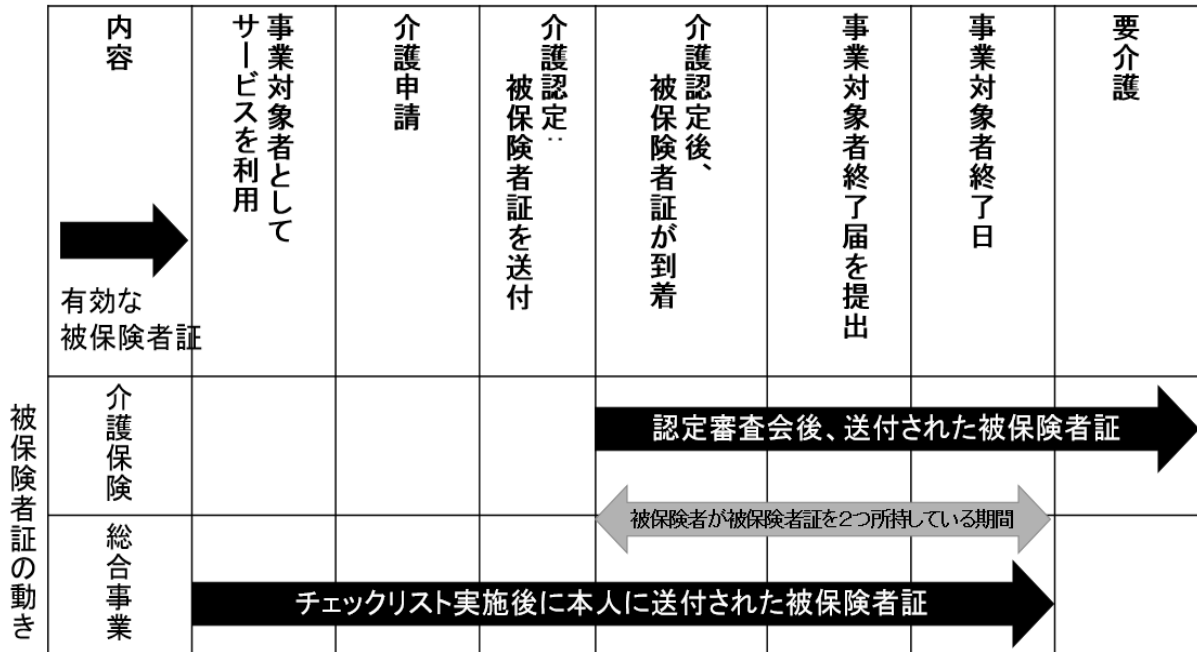 内容
有効な
被保険者証
事業対象者として
サービスを利用
介護申請
介護認定：
被保険者証を送付
介護認定後、
被保険者証が到着
事業対象者終了届を提出
事業対象者終了日
要介護
被保険者証の動き
介護保険
認定審査会後、送付された被保険者証
被保険者が被保険者証を２つ所持している期間
総合事業
チェックリスト実施後に本人に送付された被保険者証